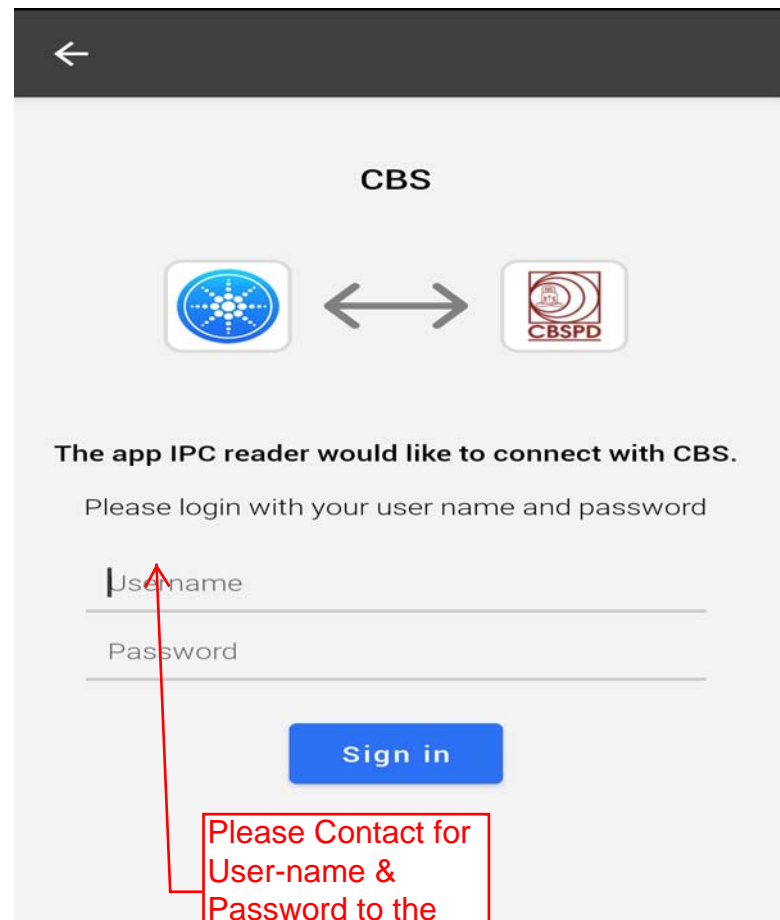 CBS
CBSPD
The app IPC reader would like to connect with CBS.
Please login with your user name and password
Username
Password
Sign in
Please Contact for
User-name &
Password to the